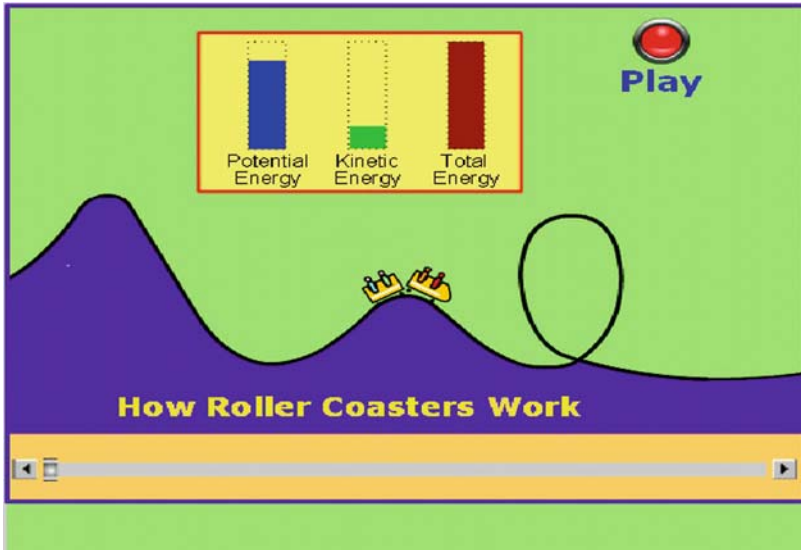 Play
Potential Energy
Kinetic Energy
Total Energy
How Roller Coasters Work